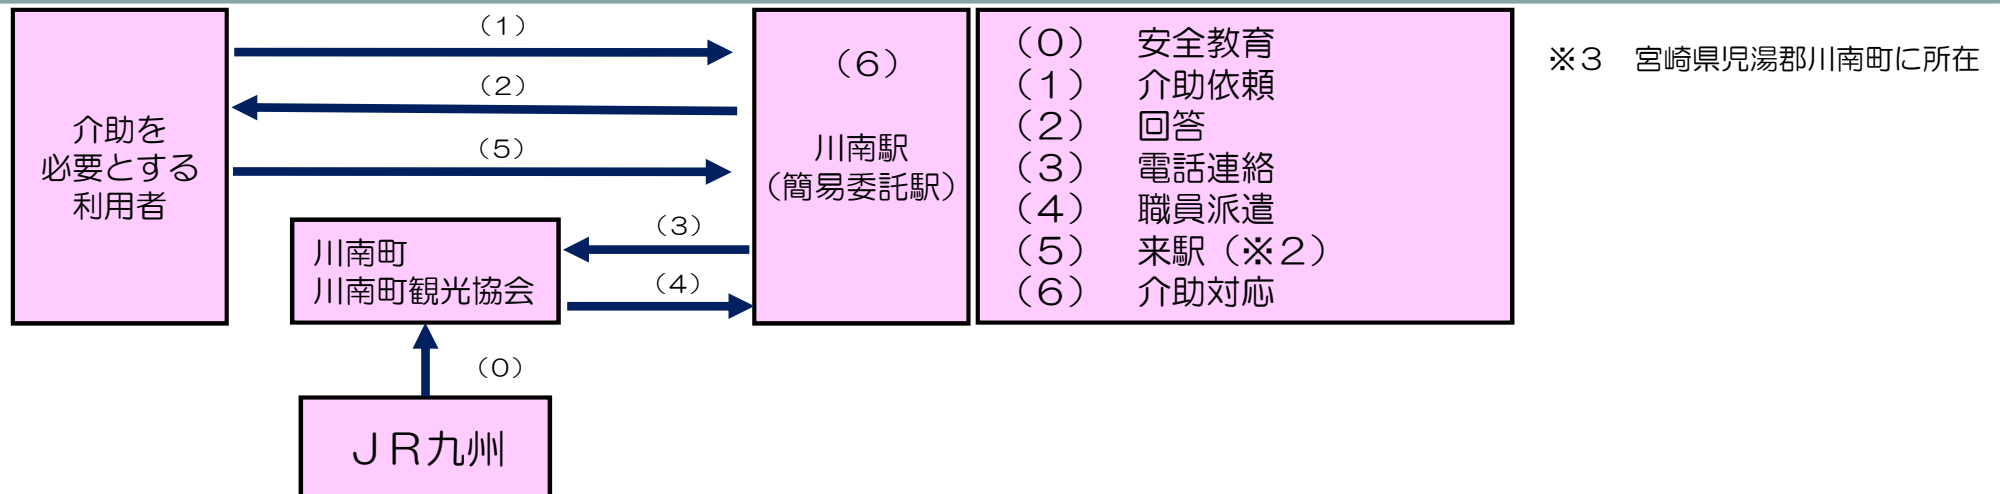 （１）
（２）
（５）
介助を
必要とする
利用者
（３）
（４）
川南町
川南町観光協会
（０）
ＪＲ九州
（６）
川南駅
（簡易委託駅）
（０）　安全教育
（１）　介助依頼
（２）　回答
（３）　電話連絡
（４）　職員派遣
（５）　来駅（※２）
（６）　介助対応
※３　宮崎県児湯郡川南町に所在